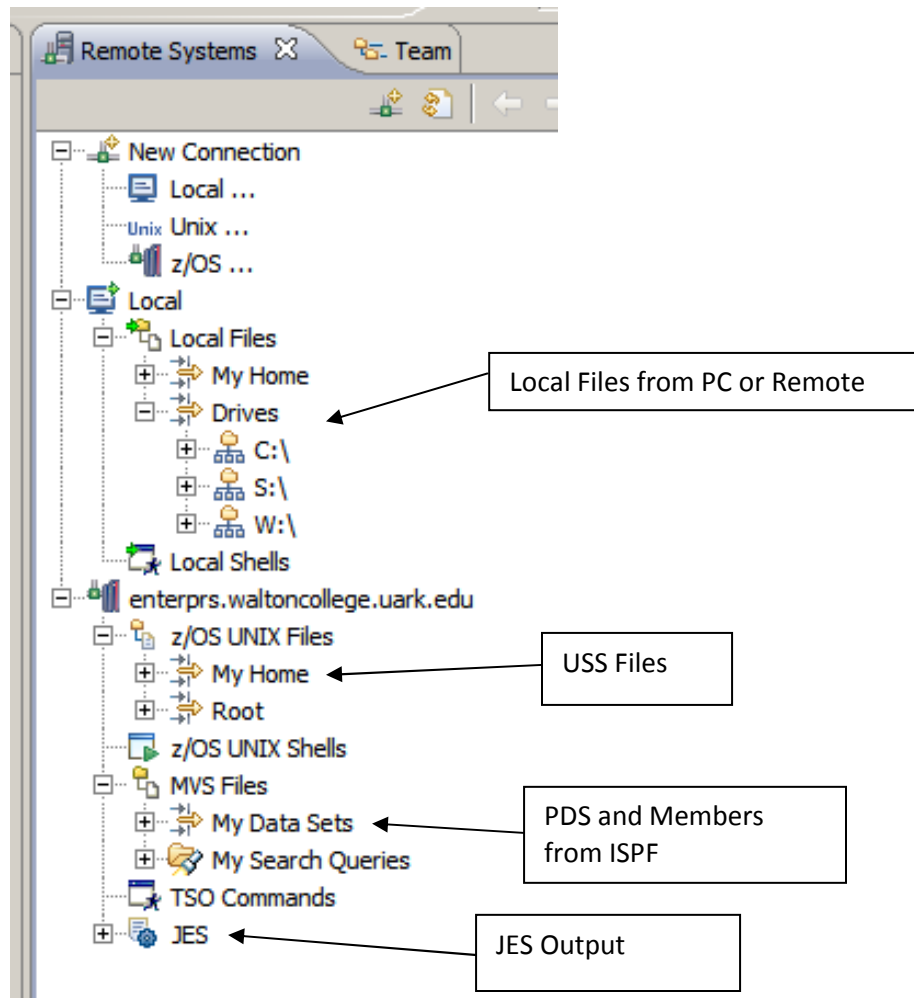 Remote Systems
Team
New Connection
Local ...
Unix Unix ...
z/OS ...
Local
Local Files
My Home
Local Files from PC or Remote
Drives
C:\
S:\
W:\
Local Shells
enterprs.waltoncollege.uark.edu
z/OS UNIX Files
My Home
USS Files
Root
z/OS UNIX Shells
MVS Files
My Data Sets
PDS and Members
from ISPF
My Search Queries
TSO Commands
JES
JES Output